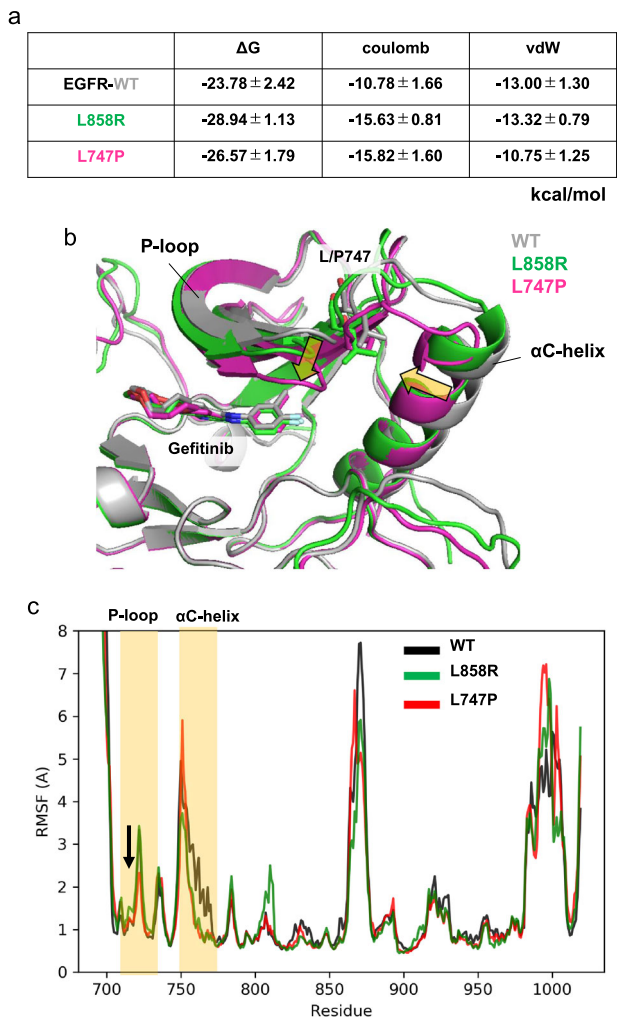 a
ΔG coulomb vdW
EGFR-WT -23.78±2.42 -10.78±1.66 -13.00±1.30
L858R -28.94±1.13 -15.63±0.81 -13.32±0.79
L747P -26.57±1.79 -15.82±1.60 -10.75±1.25
kcal/mol
b
P-loop
L/P747
WT
L858R
L747P
αC-helix
Gefitinib
c
P-loop αC-helix
8
7
6
5
4
3
2
1
0
RMSF (A)
WT
L858R
L747P
700 750 800 850 900 950 1000
Residue